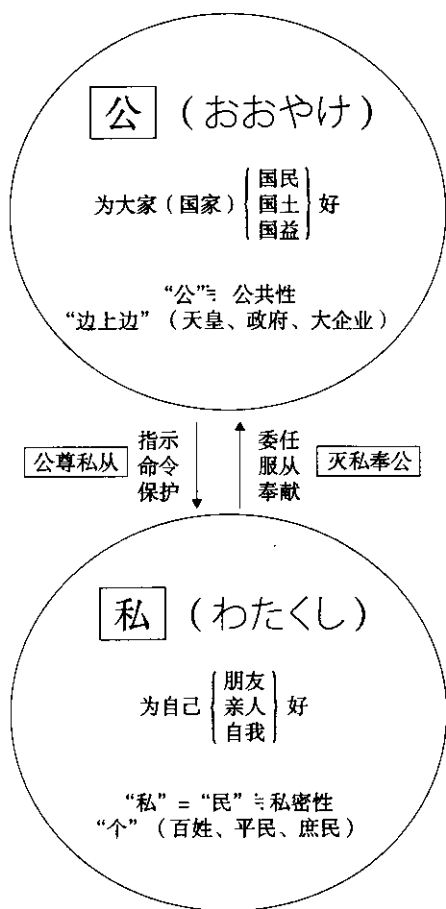 公 （おおやけ）
国民
为大家（国家） 国土 好
国益
“公”≒ 公共性
“边上边”（天皇、政府、大企业）
公尊私从
指示
命令
保护
委任
服从
奉献
灭私奉公
私 （わたくし）
朋友
为自己 亲人 好
自我
“私”=“民”≒私密性
“个”（百姓、平民、庶民）